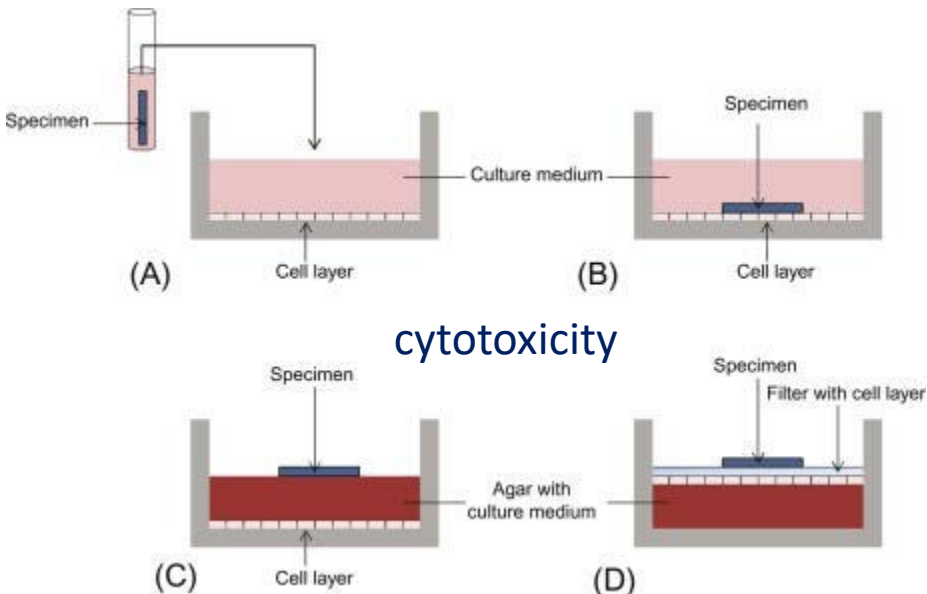 Specimen
Specimen
Culture medium
Cell layer
Cell layer
(A)
(B)
cytotoxicity
Specimen
Specimen
Filter with cell layer
Agar with
culture medium
Cell layer
(C)
(D)